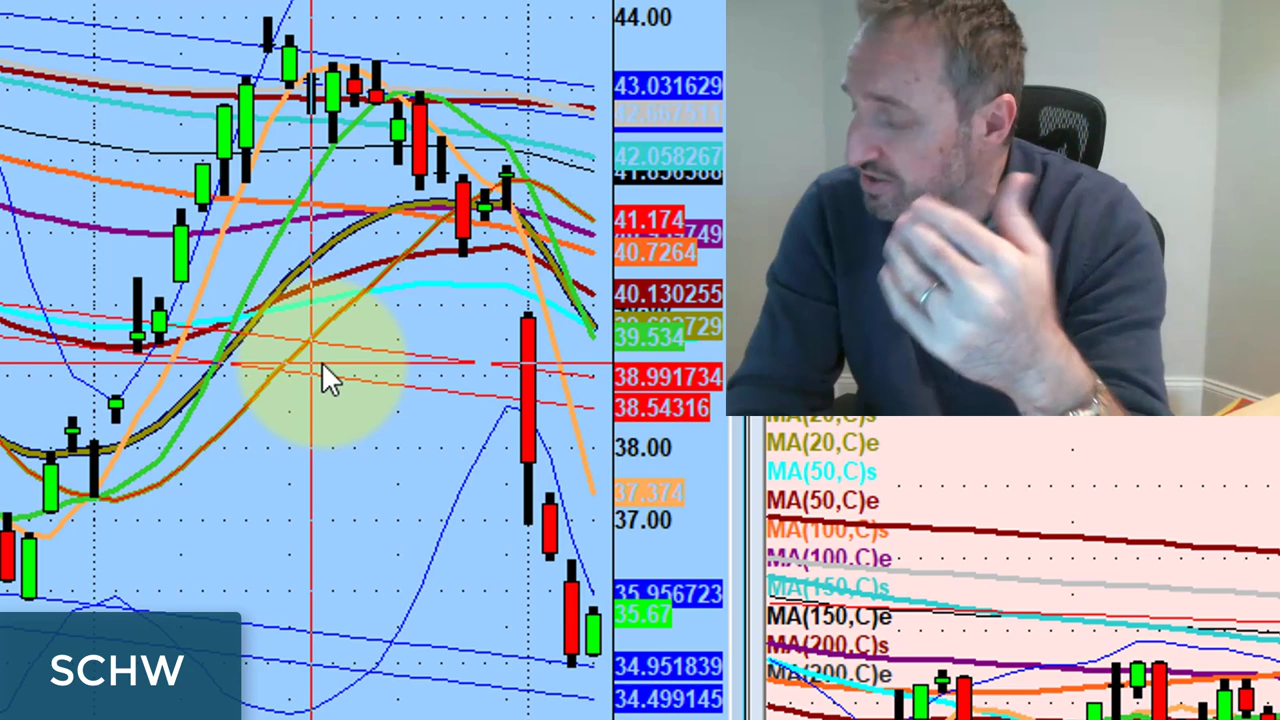 44.00
43.031629
42.058267
41.174
40.7264
40.130255
39.534
38.991734
38.54316
38.00
37.374
37.00
35.956723
35.67
34.951839
34.499145
SCHW
MA(20,C)e
MA(50,C)s
MA(50,C)e
MA(100,C)s
MA(100,C)e
MA(150,C)s
MA(150,C)e
MA(200,C)s
MA(200,C)e